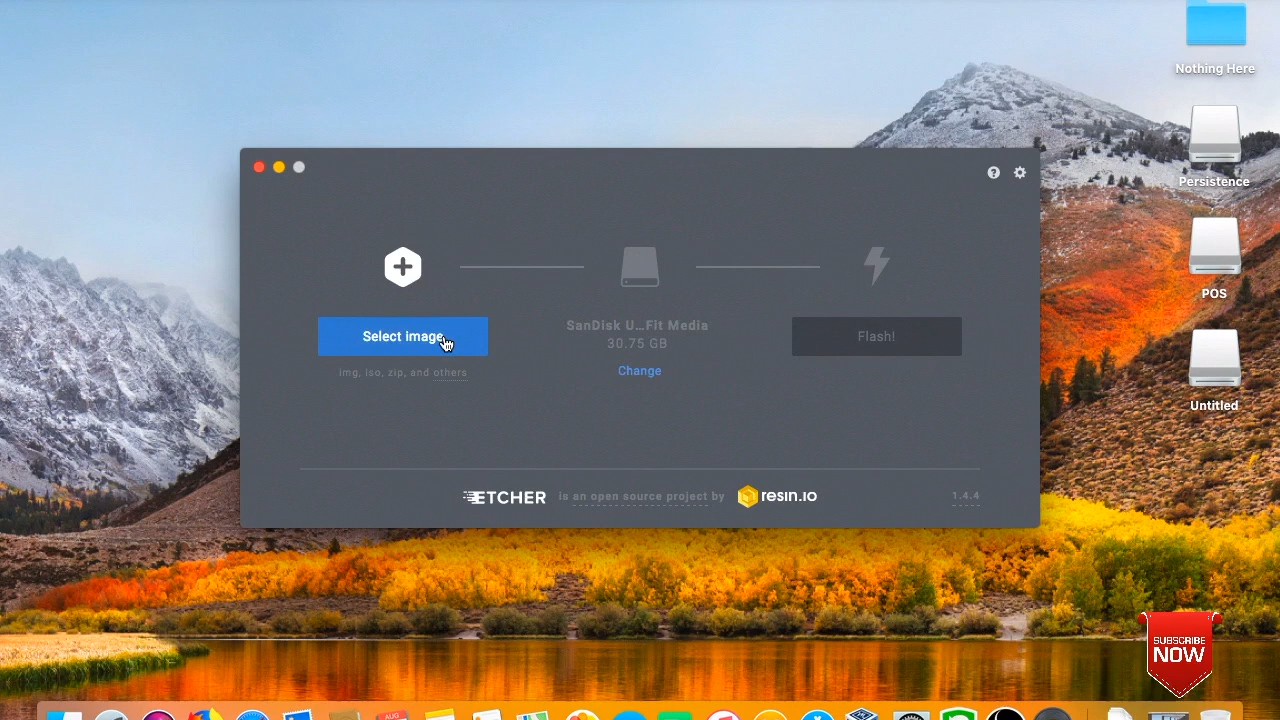 Nothing Here
Persistence
POS
Untitled
Select image
img, iso, zip, and others
SanDisk U...Fit Media
30.75 GB
Change
Flash!
ETCHER is an open source project by resin.io
1.4.4
SUBSCRIBE
NOW
AUG